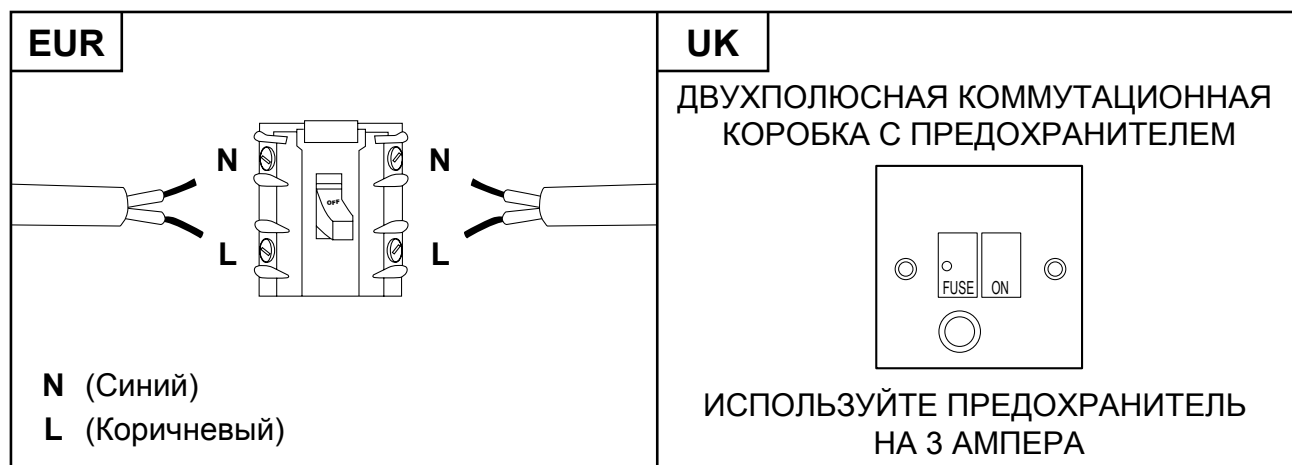 EUR
N
N
OFF
L
L
N (Синий)
L (Коричневый)
UK
ДВУХПОЛЮСНАЯ КОММУТАЦИОННАЯ
КОРОБКА С ПРЕДОХРАНИТЕЛЕМ
FUSE ON
ИСПОЛЬЗУЙТЕ ПРЕДОХРАНИТЕЛЬ
НА 3 АМПЕРА